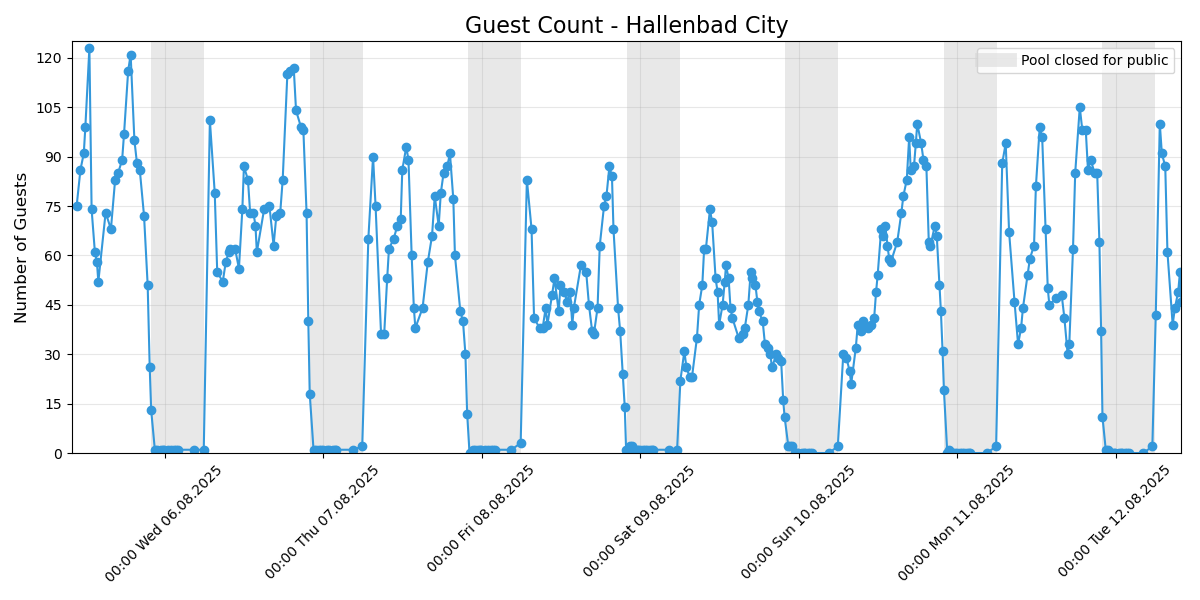 Guest Count - Hallenbad City
Pool closed for public
Number of Guests
120
105
90
75
60
45
30
15
0
00:00 Wed 06.08.2025
00:00 Thu 07.08.2025
00:00 Fri 08.08.2025
00:00 Sat 09.08.2025
00:00 Sun 10.08.2025
00:00 Mon 11.08.2025
00:00 Tue 12.08.2025